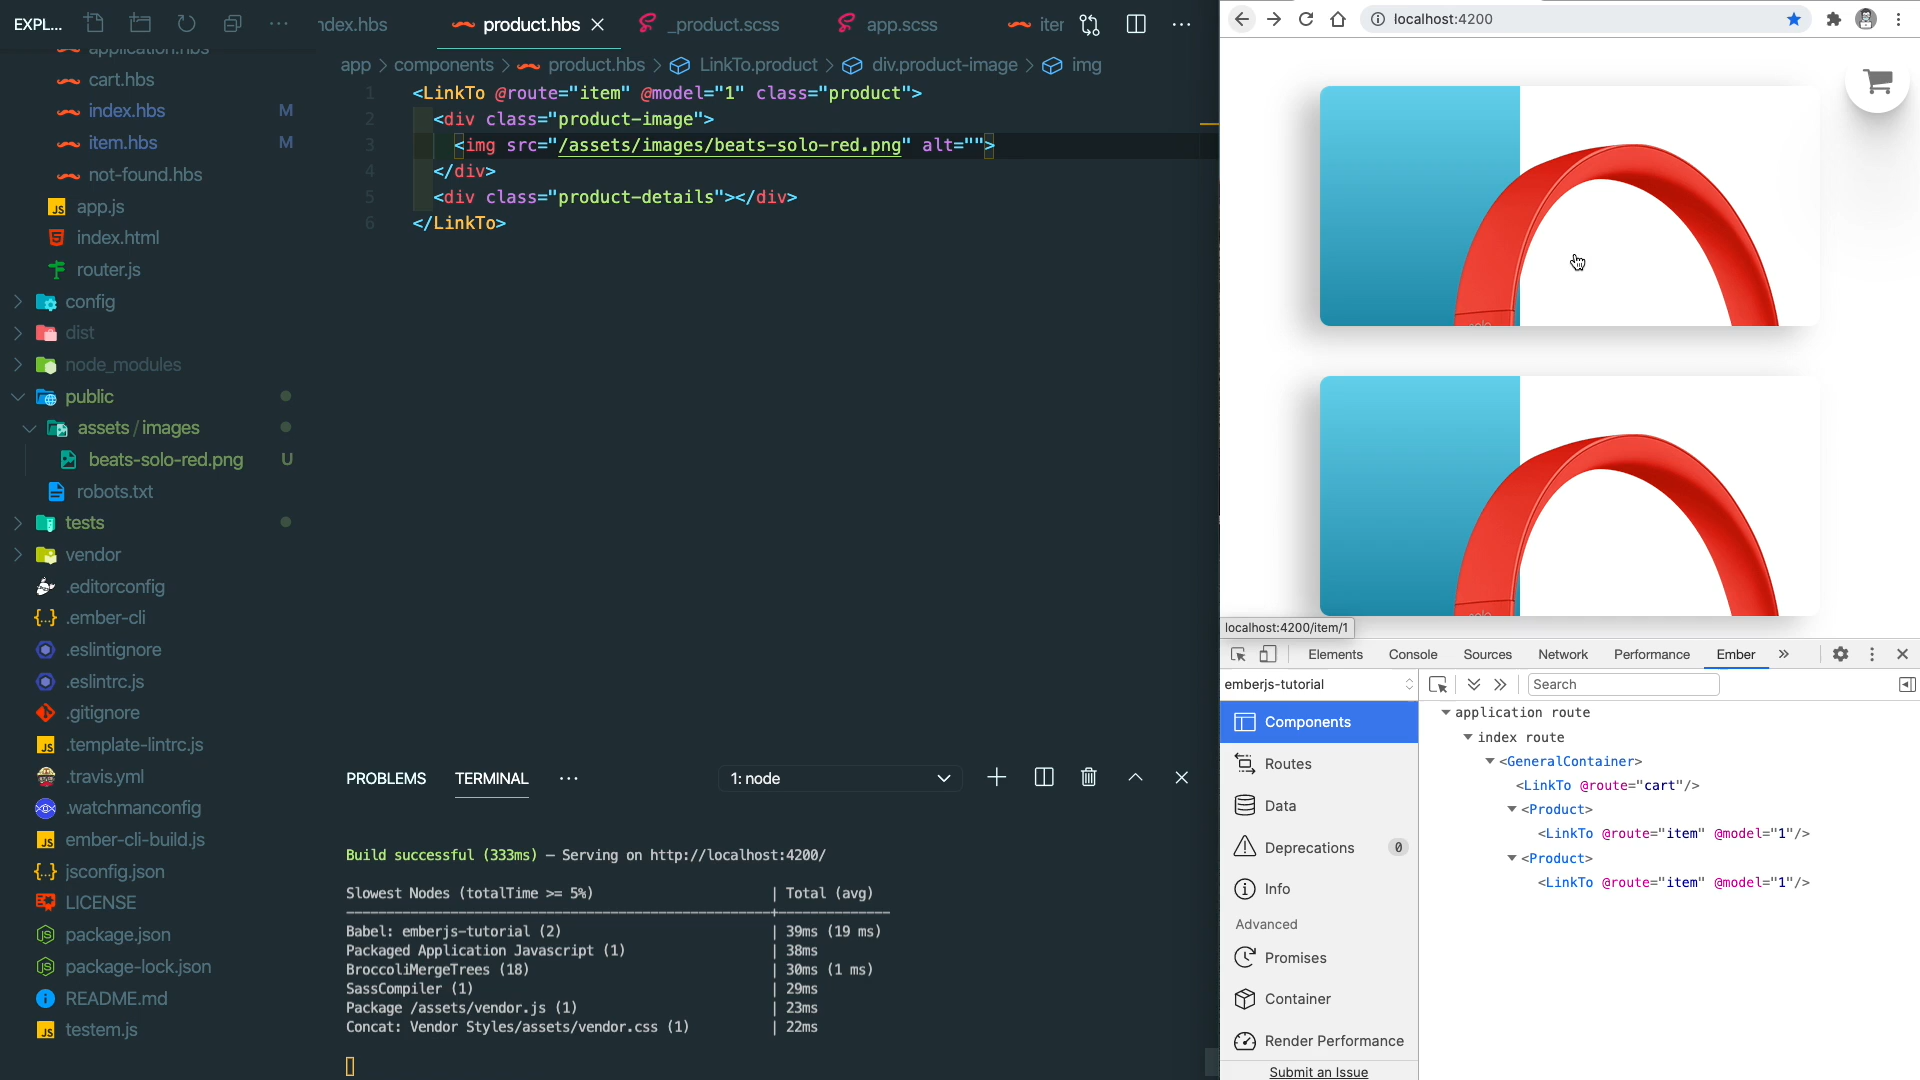 EXPL...
application.hbs
cart.hbs
index.hbs M
item.hbs M
not-found.hbs
app.js
index.html
router.js
config
dist
node_modules
public
assets / images
beats-solo-red.png U
robots.txt
tests
vendor
.editorconfig
.ember-cli
.eslintignore
.eslintrc.js
.gitignore
.template-lintrc.js
.travis.yml
.watchmanconfig
ember-cli-build.js
jsconfig.json
LICENSE
package.json
package-lock.json
README.md
testem.js
ndex.hbs product.hbs _product.scss app.scss iter
app > components > product.hbs > LinkTo.product > div.product-image > img
1 <LinkTo @route="item" @model="1" class="product">
2 <div class="product-image">
3 <img src="/assets/images/beats-solo-red.png" alt="">
4 </div>
5 <div class="product-details"></div>
6 </LinkTo>
PROBLEMS TERMINAL ... 1: node
Build successful (333ms) – Serving on http://localhost:4200/
Slowest Nodes (totalTime >= 5%) | Total (avg)
Babel: emberjs-tutorial (2) | 39ms (19 ms)
Packaged Application Javascript (1) | 38ms
BroccoliMergeTrees (18) | 30ms (1 ms)
SassCompiler (1) | 29ms
Package /assets/vendor.js (1) | 23ms
Concat: Vendor Styles/assets/vendor.css (1) | 22ms
localhost:4200
solo
solo
localhost:4200/item/1
Elements Console Sources Network Performance Ember
emberjs-tutorial Search
Components
Routes
Data
Deprecations 0
Info
Advanced
Promises
Container
Render Performance
Submit an Issue
application route
index route
<GeneralContainer>
<LinkTo @route="cart"/>
<Product>
<LinkTo @route="item" @model="1"/>
<Product>
<LinkTo @route="item" @model="1"/>